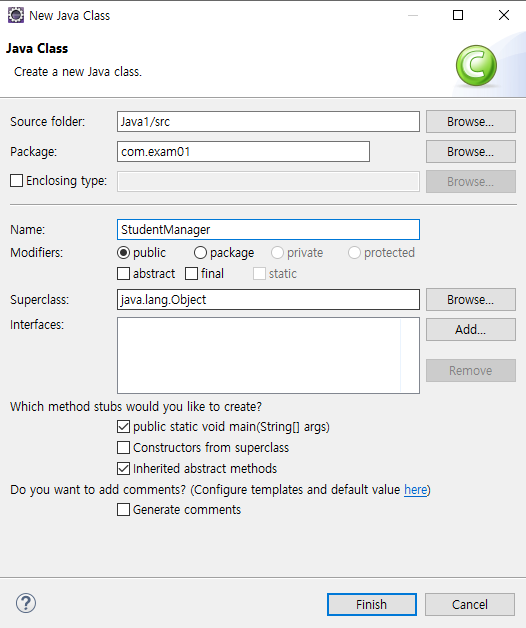 New Java Class
Java Class
Create a new Java class.
Source folder: Java1/src Browse...
Package: com.exam01 Browse...
Enclosing type: Browse...
Name: StudentManager
Modifiers: public package private protected
abstract final static
Superclass: java.lang.Object Browse...
Interfaces: Add...
Remove
Which method stubs would you like to create?
public static void main(String[] args)
Constructors from superclass
Inherited abstract methods
Do you want to add comments? (Configure templates and default value here)
Generate comments
? Finish Cancel